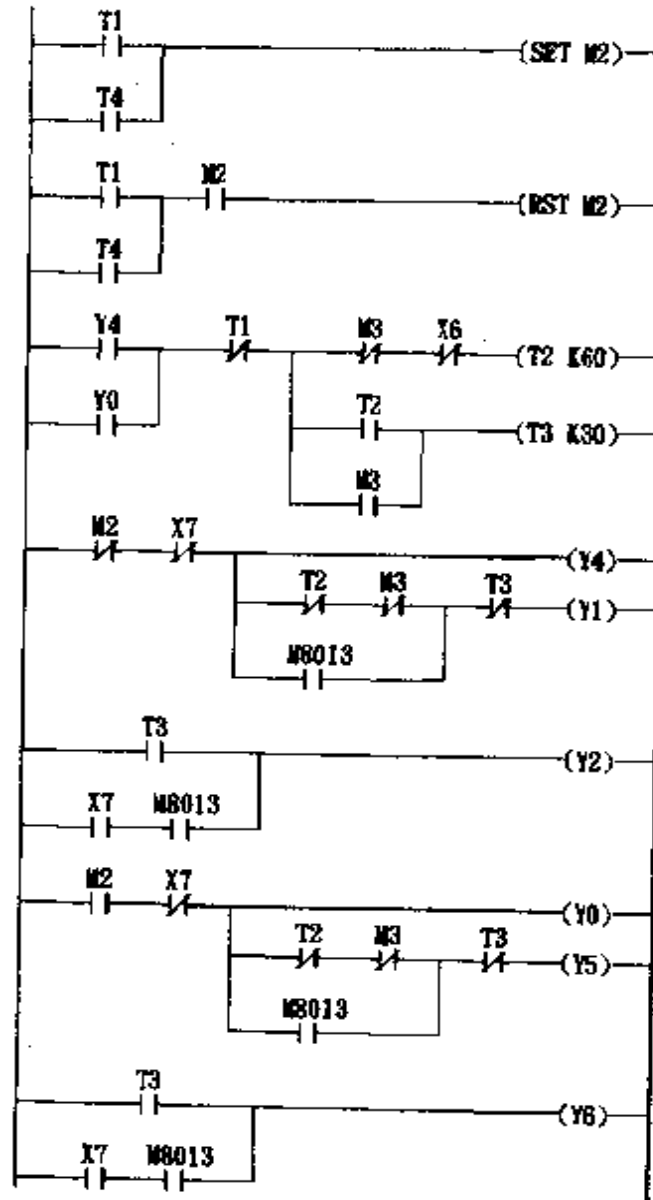 T1
(SET M2)
T4
T1 M2
(RST M2)
T4
Y4 T1 M3 X6
(T2 K60)
Y0 T2
(T3 K30)
M3
M2 X7
(Y4)
T2 M3 T3
(Y1)
M8013
T3
(Y2)
X7 M8013
M2 X7
(Y0)
T2 M3 T3
(Y5)
M8013
T3
(Y6)
X7 M8013